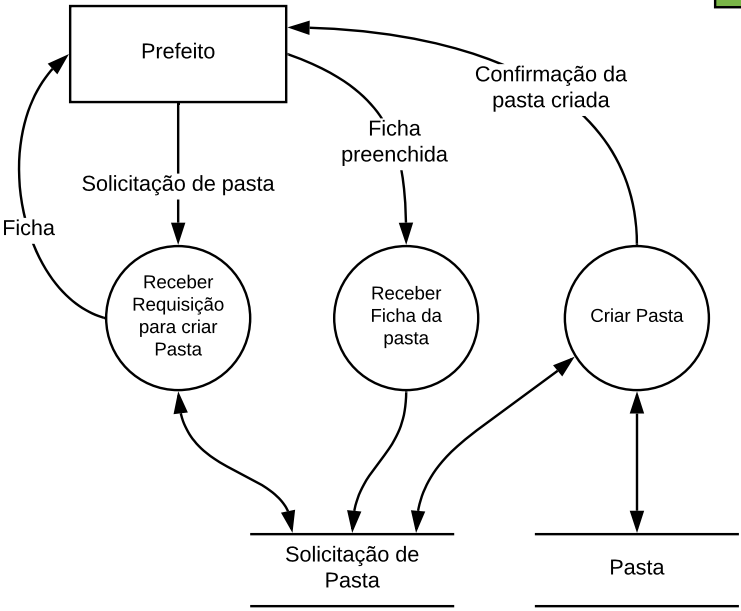 Prefeito
Confirmação da
pasta criada
Ficha
preenchida
Solicitação de pasta
Ficha
Receber
Requisição
para criar
Pasta
Receber
Ficha da
pasta
Criar Pasta
Solicitação de
Pasta
Pasta